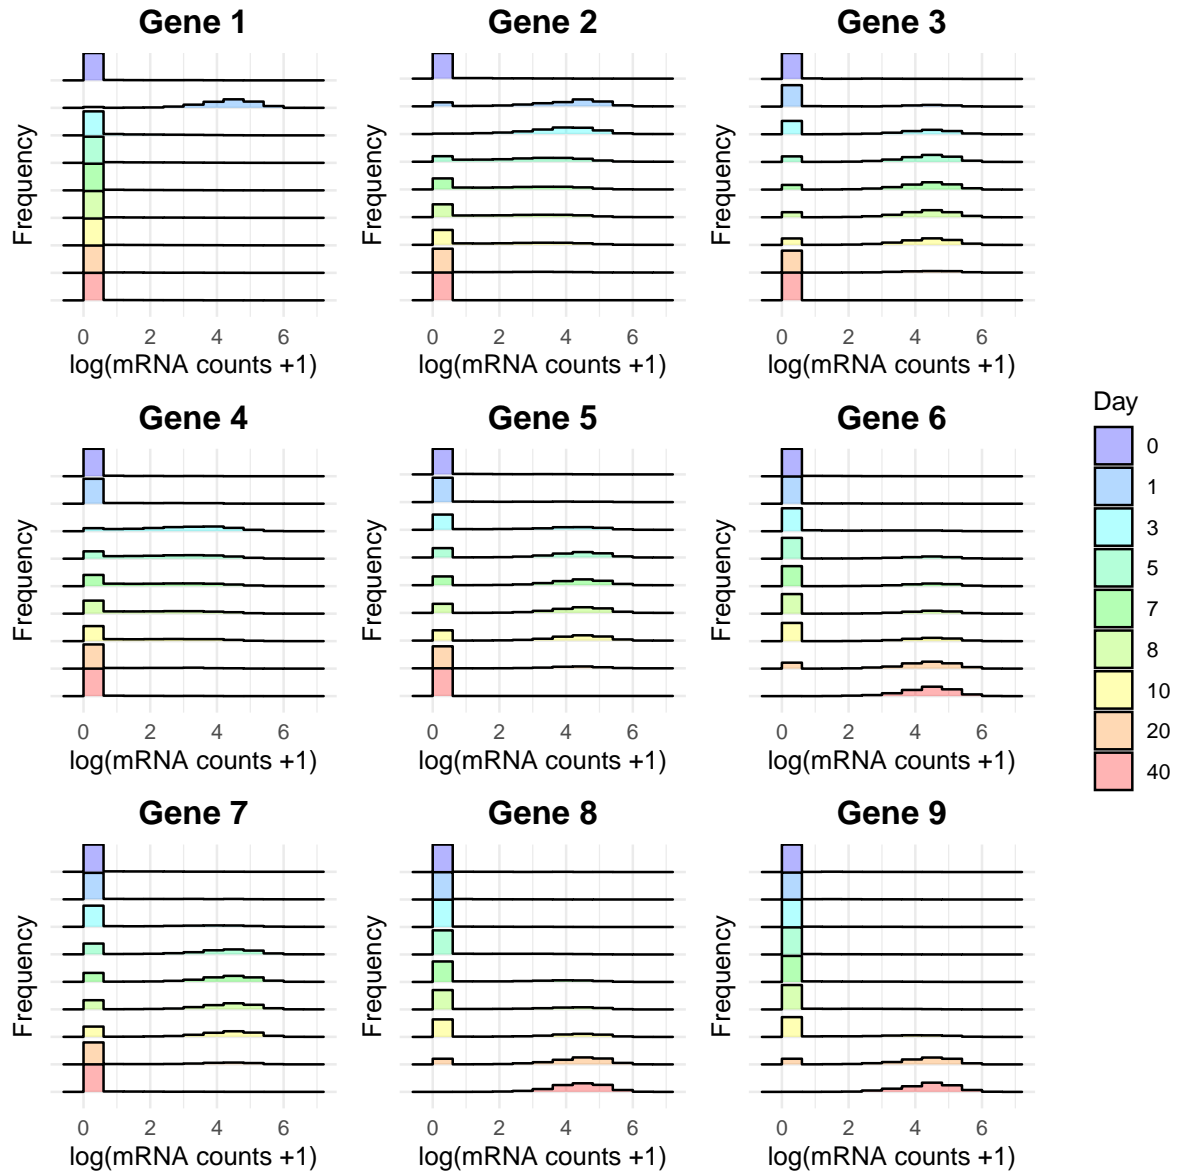 Gene 1 Gene 2 Gene 3
Frequency Frequency Frequency
0 2 4 6 0 2 4 6 0 2 4 6
log(mRNA counts +1) log(mRNA counts +1) log(mRNA counts +1)
Gene 4 Gene 5 Gene 6
Frequency Frequency Frequency
0 2 4 6 0 2 4 6 0 2 4 6
log(mRNA counts +1) log(mRNA counts +1) log(mRNA counts +1)
Gene 7 Gene 8 Gene 9
Frequency Frequency Frequency
0 2 4 6 0 2 4 6 0 2 4 6
log(mRNA counts +1) log(mRNA counts +1) log(mRNA counts +1)
Day
0
1
3
5
7
8
10
20
40